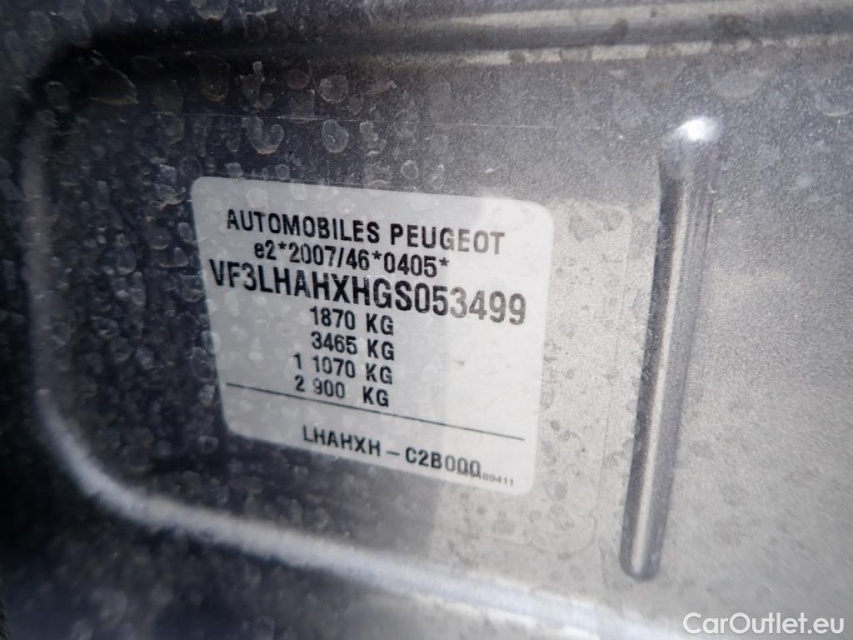 AUTOMOBILES PEUGEOT
e2*2007/46*0405*
VF3LHAHXHGS053499
1870 KG
3465 KG
1 1070 KG
2 900 KG
LHAHXH - C2B000
CarOutlet.eu